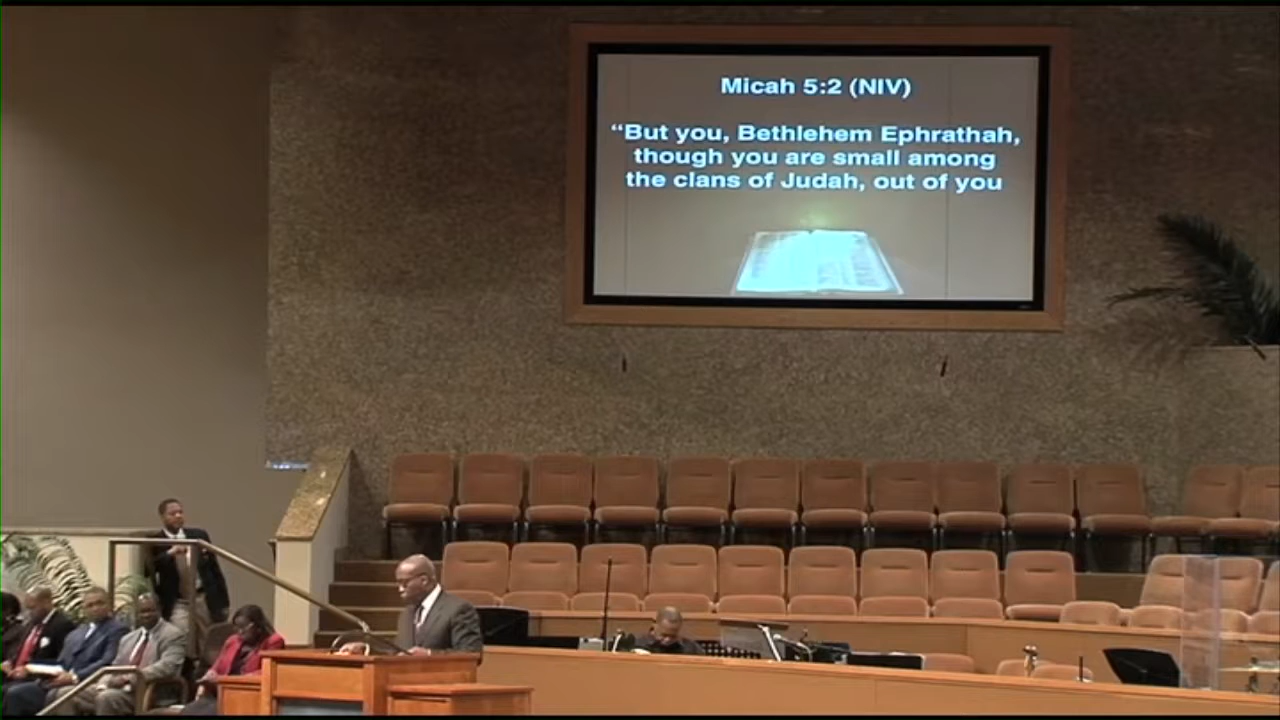 Micah 5:2 (NIV)
“But you, Bethlehem Ephrathah,
though you are small among
the clans of Judah, out of you